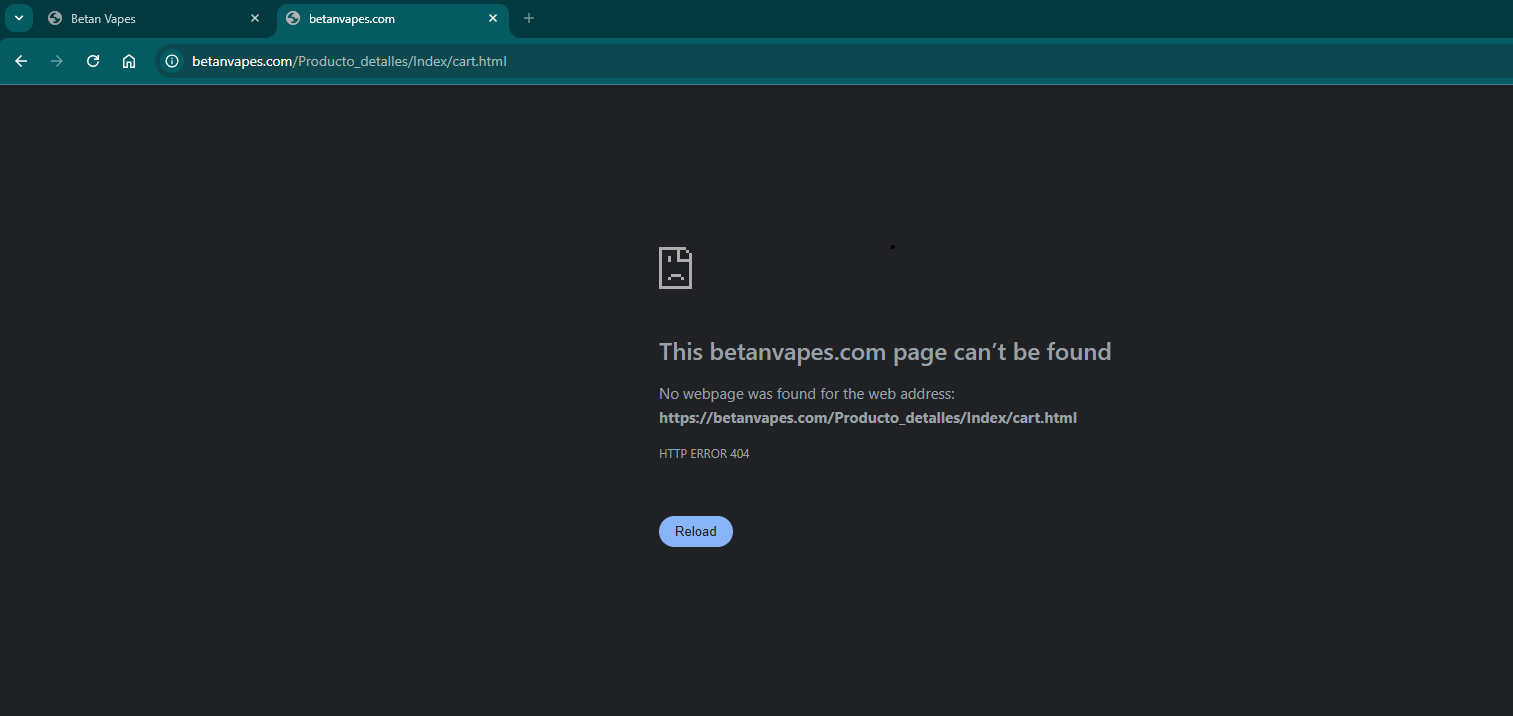 Betan Vapes
betanvapes.com
betanvapes.com/Producto_detalles/Index/cart.html
This betanvapes.com page can’t be found
No webpage was found for the web address:
https://betanvapes.com/Producto_detalles/Index/cart.html
HTTP ERROR 404
Reload